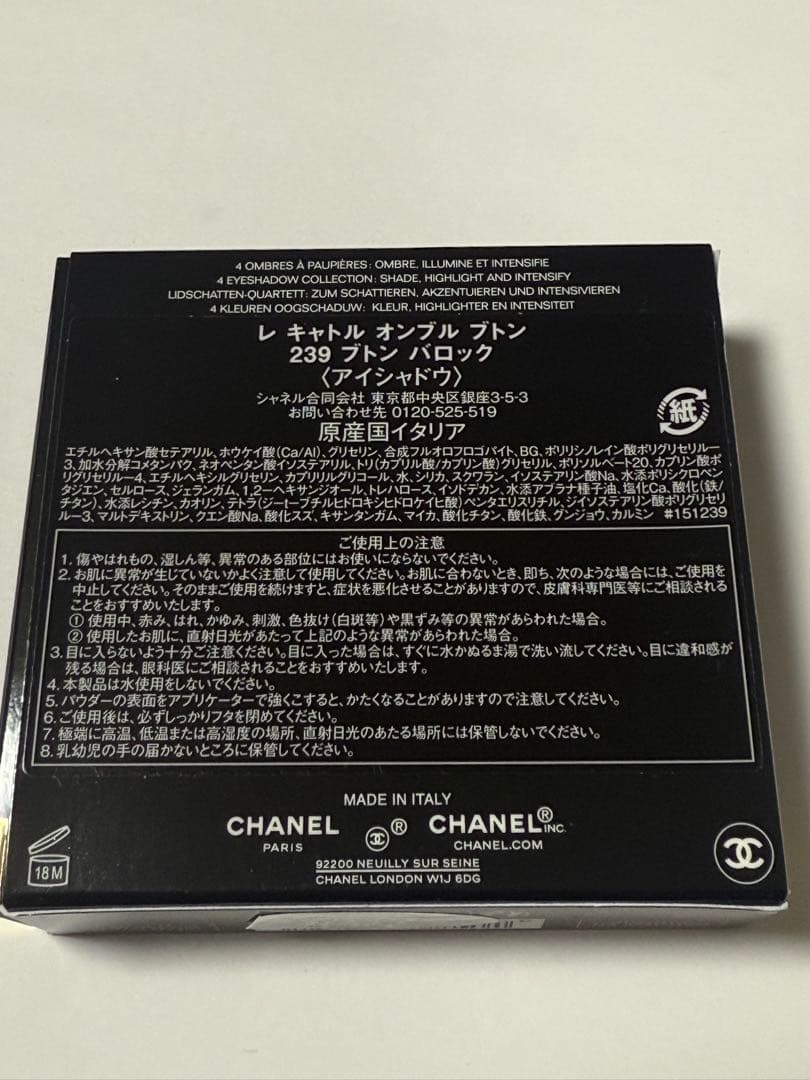 4 OMBRES À PAUPIÈRES : OMBRE, ILLUMINE ET INTENSIFIE
4 EYESHADOW COLLECTION : SHADE, HIGHLIGHT AND INTENSIFY
LIDSCHATTEN-QUARTETT : ZUM SCHATTIEREN, AKZENTUIEREN UND INTENSIVIEREN
4 KLEUREN OOGSCHADUW : KLEUR, HIGHLIGHTER EN INTENSITEIT
レ キャトル オンブル ブトン
239 ブトン バロック
〈アイシャドウ〉
シャネル合同会社 東京都中央区銀座3-5-3
お問い合わせ先 0120-525-519
原産国イタリア
紙
エチルヘキサン酸セテアリル、ホウケイ酸(Ca/Al)、グリセリン、合成フルオロフロゴパイト、BG、ポリリシノレイン酸ポリグリセリル-
3、加水分解コメタンパク、ネオペンタン酸イソステアリル、トリ(カプリル酸/カプリン酸)グリセリル、ポリソルベート20、カプリン酸ポ
リグリセリル-4、エチルヘキシルグリセリン、カプリリルグリコール、水、シリカ、スクワラン、イソステアリン酸Na、水添ポリシクロペン
タジエン、セルロース、ジェランガム、1,2-ヘキサンジオール、トレハロース、イソドデカン、水添アブラナ種子油、塩化Ca、酸化(鉄/
チタン)、水添レシチン、カオリン、テトラ(ジ-t-ブチルヒドロキシヒドロケイヒ酸)ペンタエリスリチル、ジイソステアリン酸ポリグリセリ
ル-3、マルトデキストリン、クエン酸Na、酸化スズ、キサンタンガム、マイカ、酸化チタン、酸化鉄、グンジョウ、カルミン #151239
ご使用上の注意
1. 傷やはれもの、湿しん等、異常のある部位にはお使いにならないでください。
2. お肌に異常が生じていないかよく注意して使用してください。お肌に合わないとき、即ち、次のような場合には、ご使用を
中止してください。そのままご使用を続けますと、症状を悪化させることがありますので、皮膚科専門医等にご相談される
ことをおすすめいたします。
① 使用中、赤み、はれ、かゆみ、刺激、色抜け(白斑等)や黒ずみ等の異常があらわれた場合。
② 使用したお肌に、直射日光があたって上記のような異常があらわれた場合。
3. 目に入らないよう十分ご注意ください。目に入った場合は、すぐに水かぬるま湯で洗い流してください。目に違和感が
残る場合は、眼科医にご相談されることをおすすめいたします。
4. 本製品は水使用をしないでください。
5. パウダーの表面をアプリケーターで強くこすると、かたくなることがありますので注意してください。
6. ご使用後は、必ずしっかりフタを閉めてください。
7. 極端に高温、低温または高湿度の場所、直射日光のあたる場所には保管しないでください。
8. 乳幼児の手の届かないところに保管してください。
MADE IN ITALY
CHANEL ® CHANEL® INC.
PARIS CHANEL.COM
92200 NEUILLY SUR SEINE
CHANEL LONDON W1J 6DG
18 M